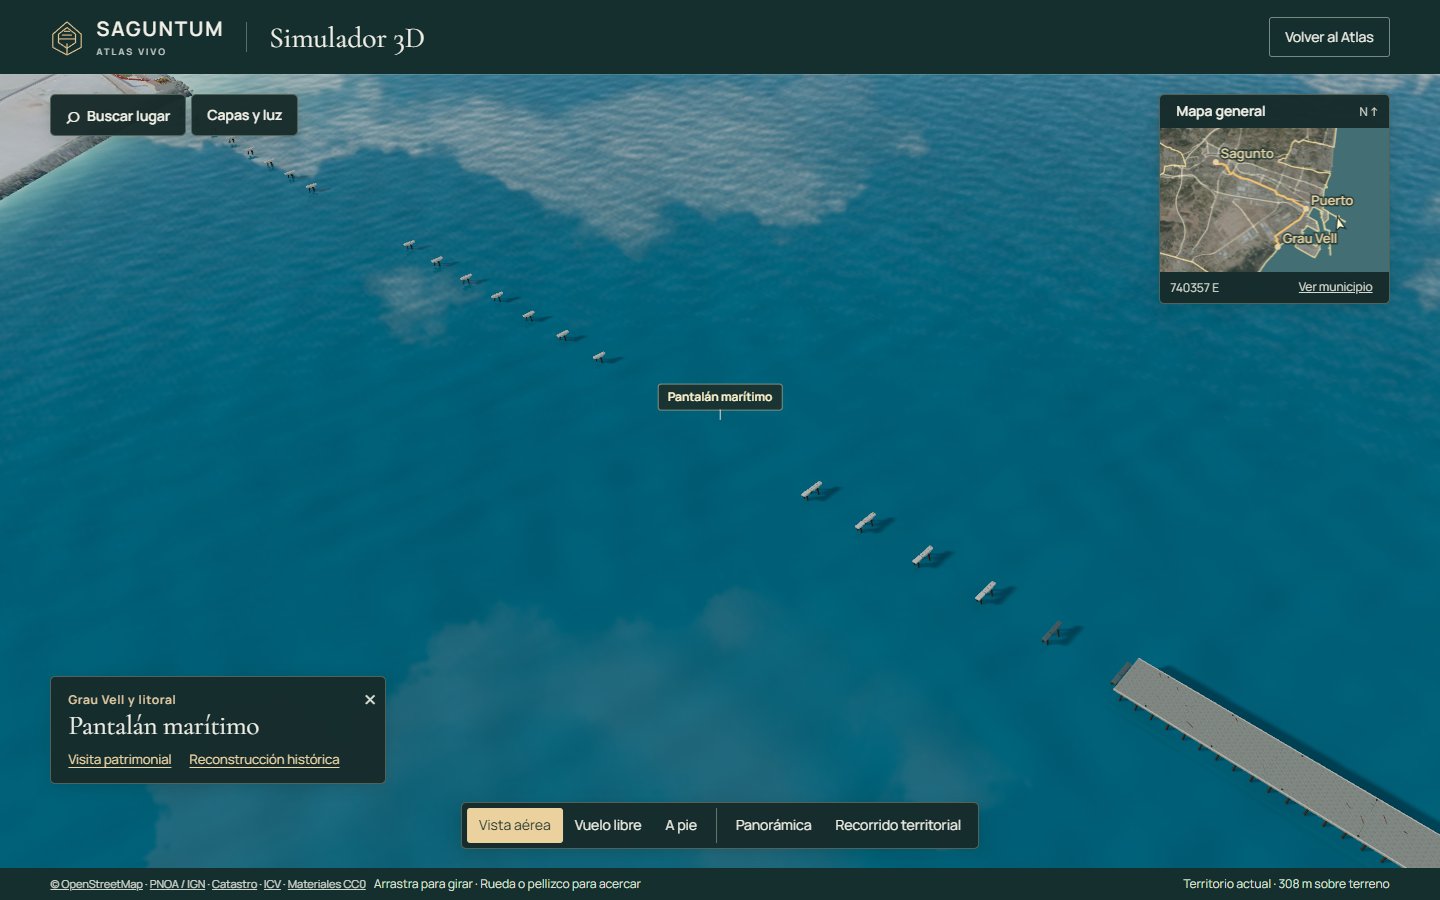 SAGUNTUM
ATLAS VIVO
Simulador 3D
Volver al Atlas
Buscar lugar
Capas y luz
Mapa general
N ↑
Sagunto
Puerto
Grau Vell
740357 E
Ver municipio
Pantalán marítimo
Grau Vell y litoral
Pantalán marítimo
Visita patrimonial
Reconstrucción histórica
Vista aérea
Vuelo libre
A pie
Panorámica
Recorrido territorial
© OpenStreetMap · PNOA / IGN · Catastro · ICV · Materiales CC0 Arrastra para girar · Rueda o pellizco para acercar
Territorio actual · 308 m sobre terreno